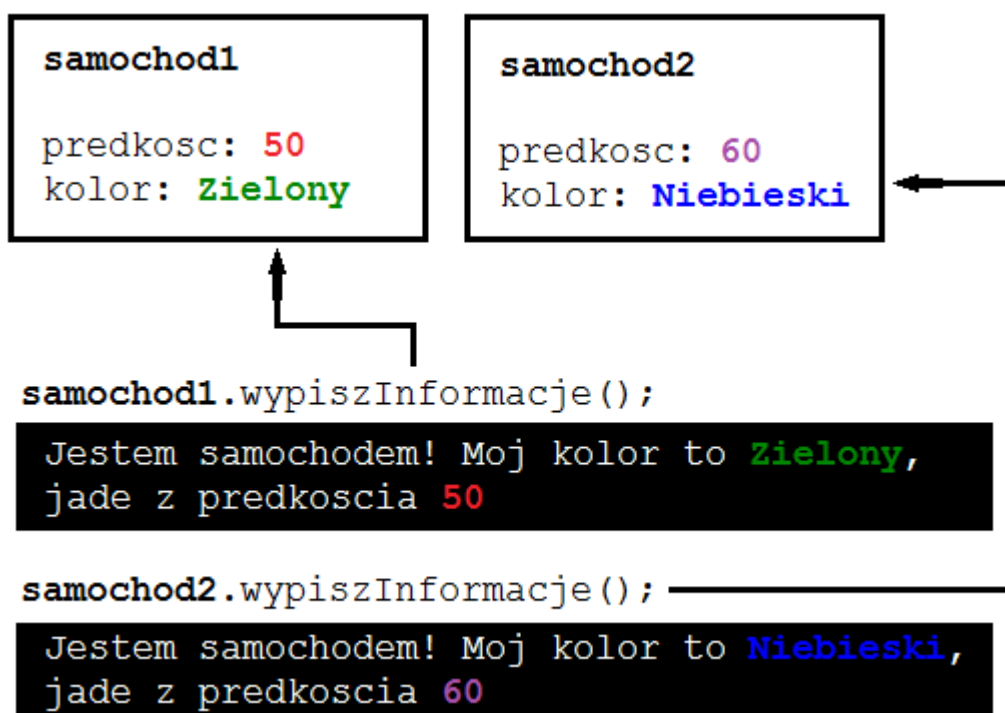 samochod1
predkosc: 50
kolor: Zielony
samochod2
predkosc: 60
kolor: Niebieski
samochod1.wypiszInformacje();
Jestem samochodem! Moj kolor to Zielony,
jade z predkoscia 50
samochod2.wypiszInformacje();
Jestem samochodem! Moj kolor to Niebieski,
jade z predkoscia 60